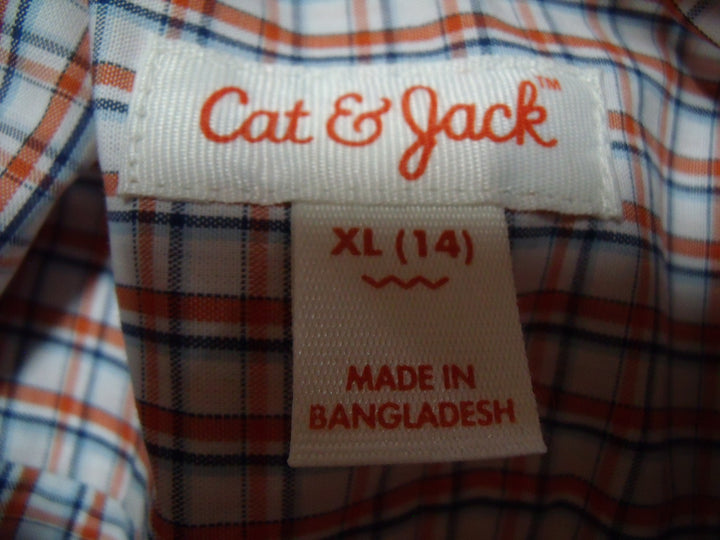 Cat & Jack™
XL (14)
MADE IN
BANGLADESH